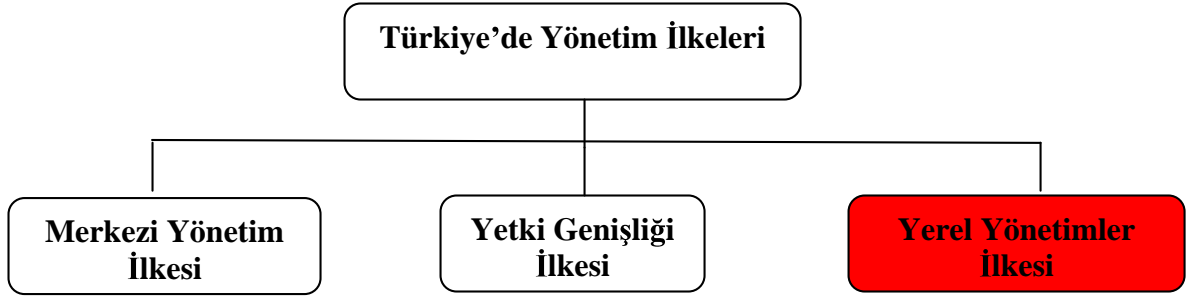 Türkiye’de Yönetim İlkeleri
Merkezi Yönetim
İlkesi
Yetki Genişliği
İlkesi
Yerel Yönetimler
İlkesi